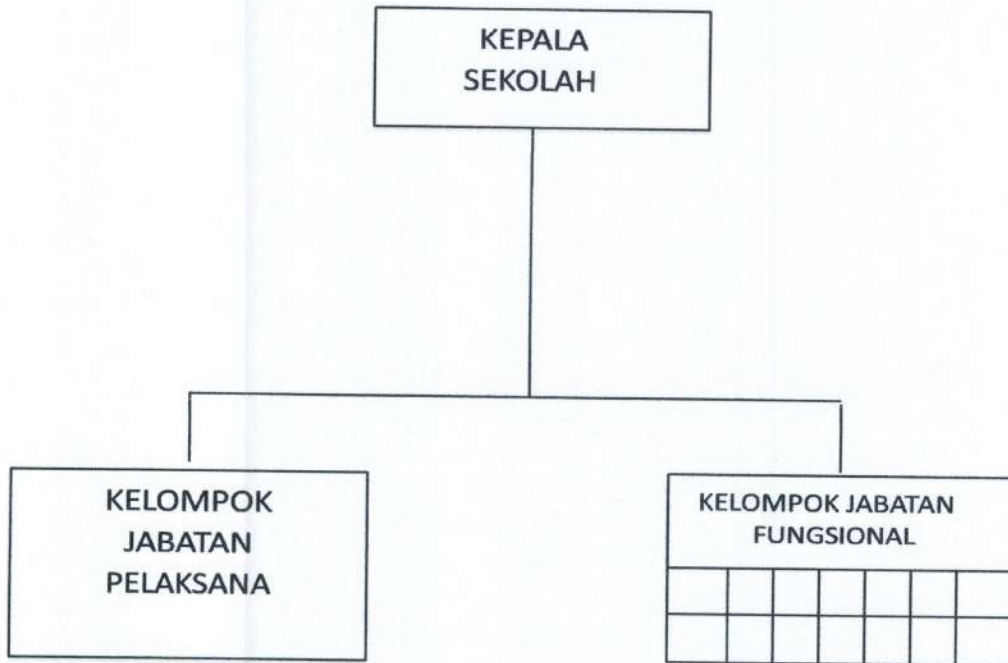 KEPALA
SEKOLAH
KELOMPOK
JABATAN
PELAKSANA
KELOMPOK JABATAN
FUNGSIONAL